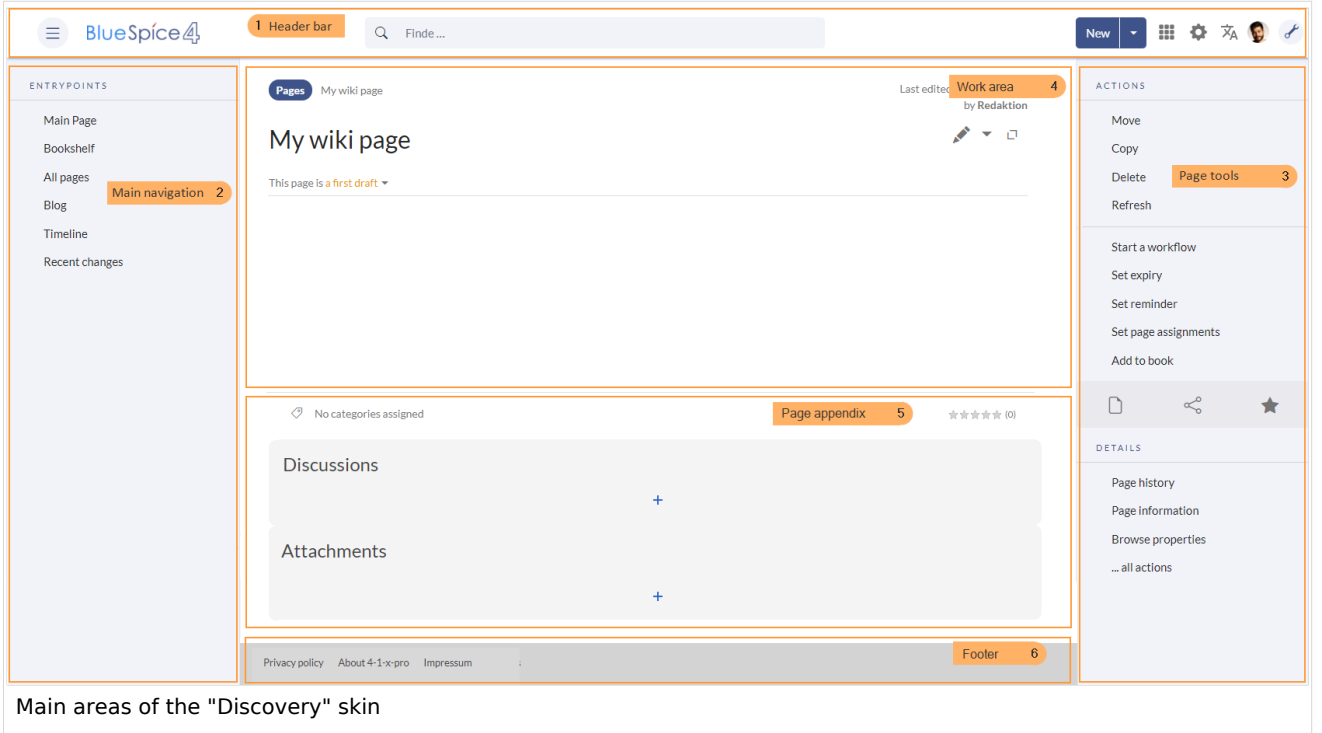 BlueSpice 4
1 Header bar
Finde ...
New
ENTRYPOINTS
Main Page
Bookshelf
All pages
Blog
Timeline
Recent changes
Main navigation 2
Pages My wiki page
Last edited
Work area 4
by Redaktion
My wiki page
This page is a first draft
No categories assigned
Page appendix 5
(0)
Discussions
+
Attachments
+
Privacy policy About 4-1-x-pro Impressum
Footer 6
ACTIONS
Move
Copy
Delete
Page tools 3
Refresh
Start a workflow
Set expiry
Set reminder
Set page assignments
Add to book
DETAILS
Page history
Page information
Browse properties
... all actions
Main areas of the "Discovery" skin